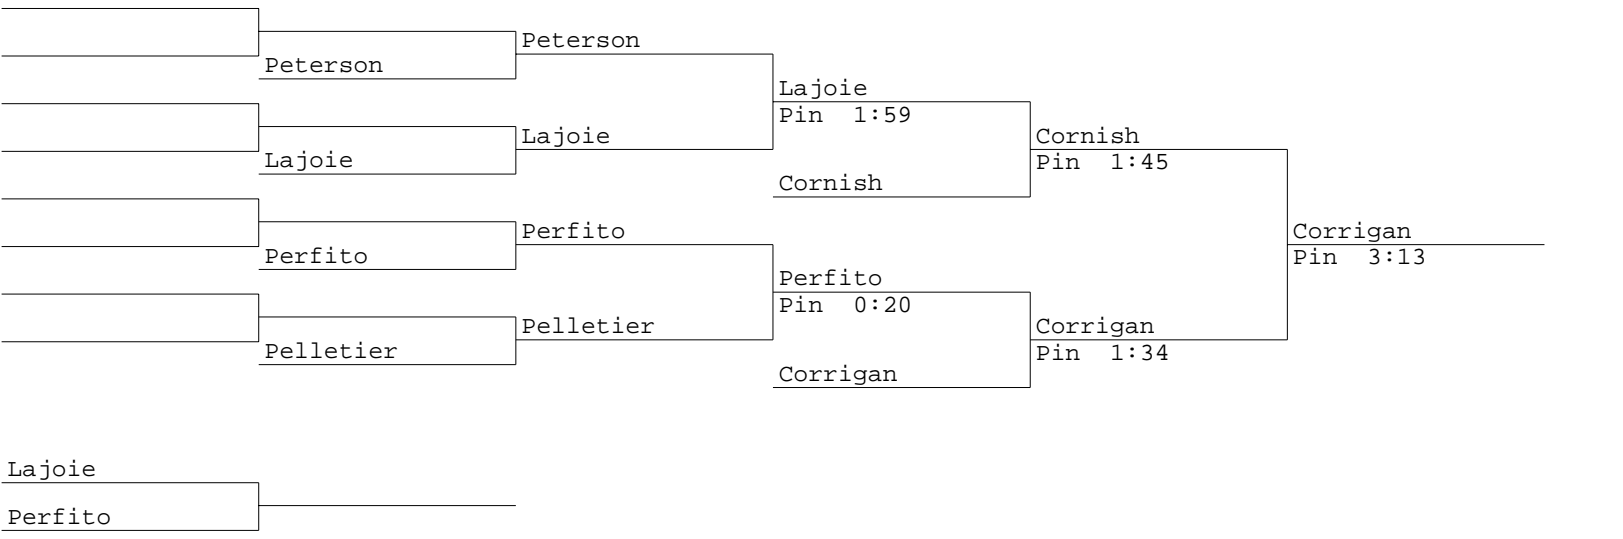 Peterson
Peterson
Lajoie
Pin 1:59
Lajoie
Cornish
Lajoie
Pin 1:45
Cornish
Perfito
Corrigan
Perfito
Pin 3:13
Perfito
Pin 0:20
Pelletier
Corrigan
Pelletier
Pin 1:34
Corrigan
Lajoie
Perfito